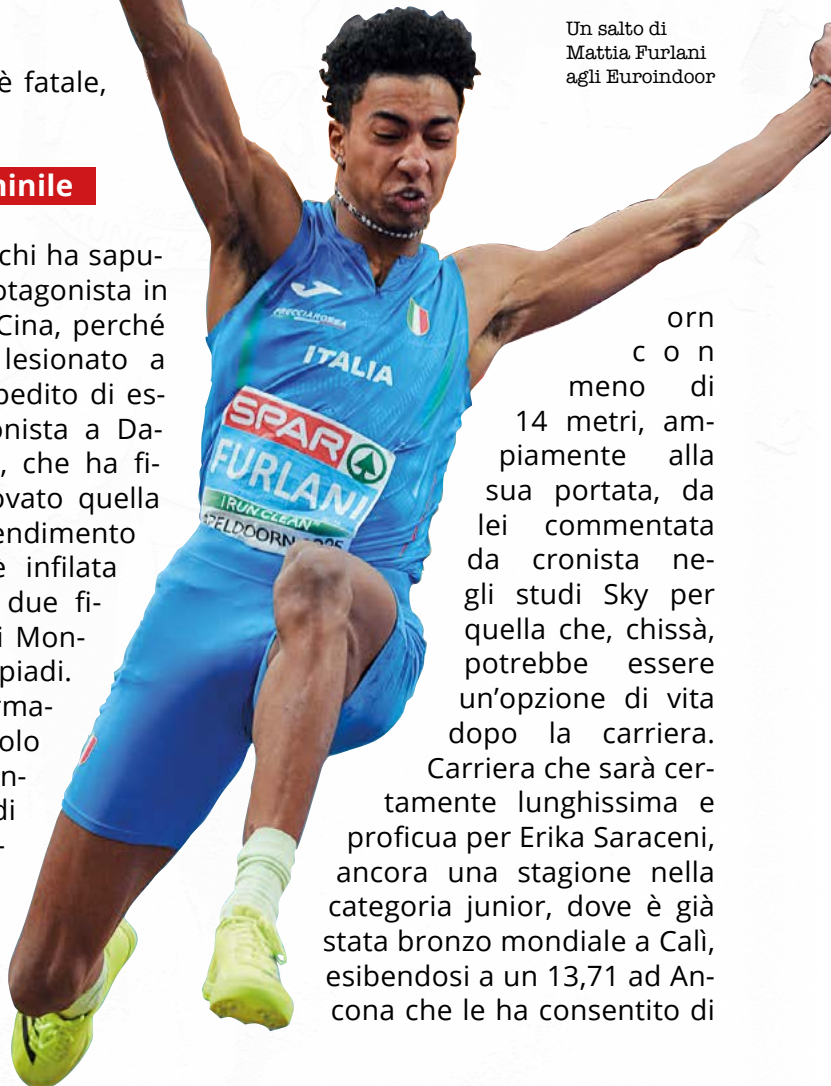 Un salto di
Mattia Furlani
agli Euroindoor
è fatale,
minile
chi ha sapu-
otagonista in
Cina, perché
lesionato a
pedito di es-
onista a Da-
, che ha fi-
ovato quella
endimento
e infilata
due fi-
i Mon-
piadi.
rma-
olo
n-
di
-
FRECCIAROSSA
ITALIA
SPAR
FURLANI
I RUN CLEAN
APELDOORN 2025
orn
con
meno di
14 metri, am-
piamente alla
sua portata, da
lei commentata
da cronista ne-
gli studi Sky per
quella che, chissà,
potrebbe essere
un’opzione di vita
dopo la carriera.
Carriera che sarà cer-
tamente lunghissima e
proficua per Erika Saraceni,
ancora una stagione nella
categoria junior, dove è già
stata bronzo mondiale a Calì,
esibendosi a un 13,71 ad An-
cona che le ha consentito di